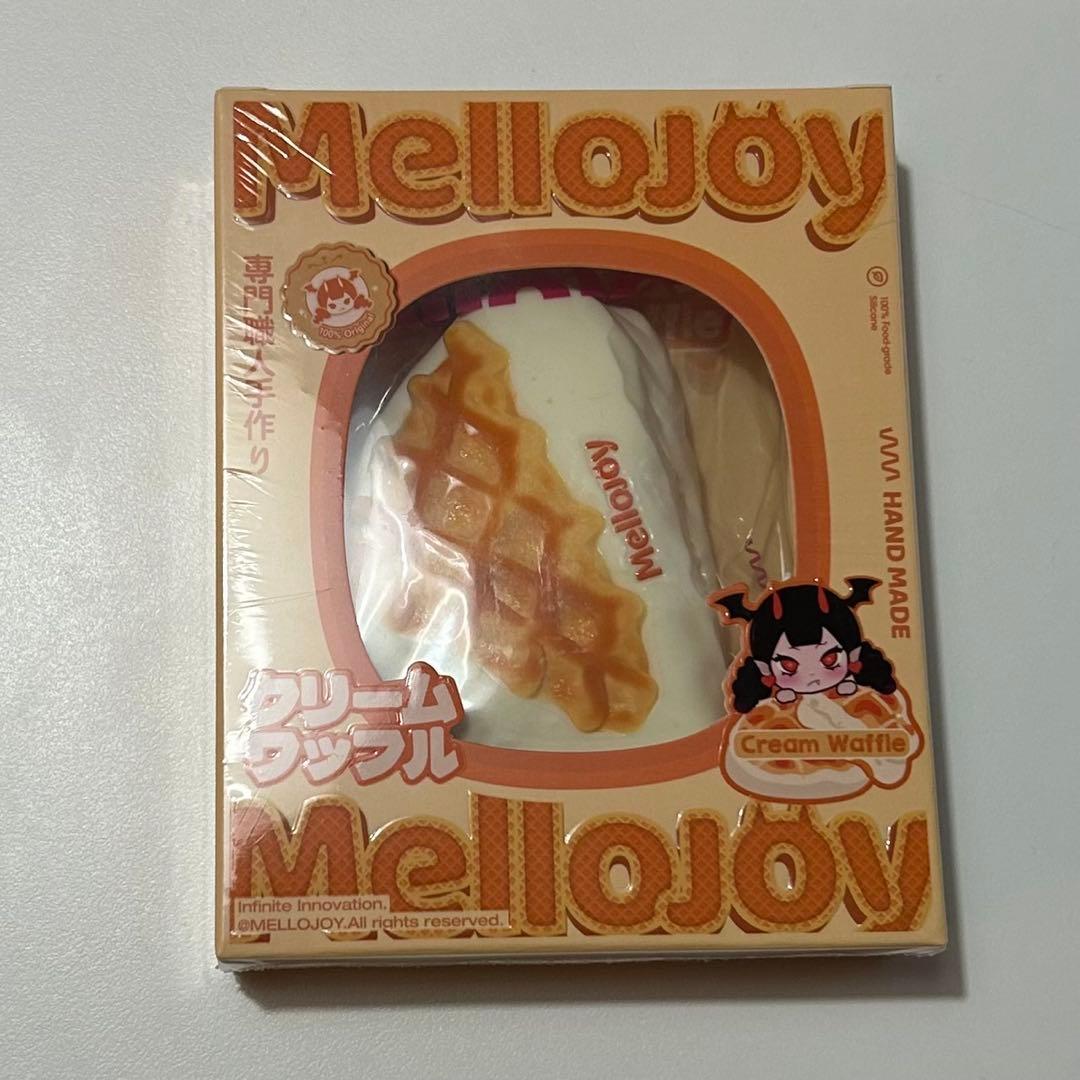 Mellojoy
専門職人手作り
100% Original
100% Food-grade
Silicone
HAND MADE
Mellojoy
クリーム
ワッフル
Cream Waffle
Mellojoy
Infinite Innovation.
@MELLOJOY.All rights reserved.